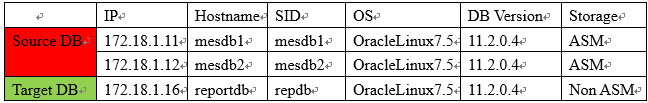 IP Hostname SID OS DB Version Storage
Source DB 172.18.1.11 mesdb1 mesdb1 OracleLinux7.5 11.2.0.4 ASM
172.18.1.12 mesdb2 mesdb2 OracleLinux7.5 11.2.0.4 ASM
Target DB 172.18.1.16 reportdb repdb OracleLinux7.5 11.2.0.4 Non ASM